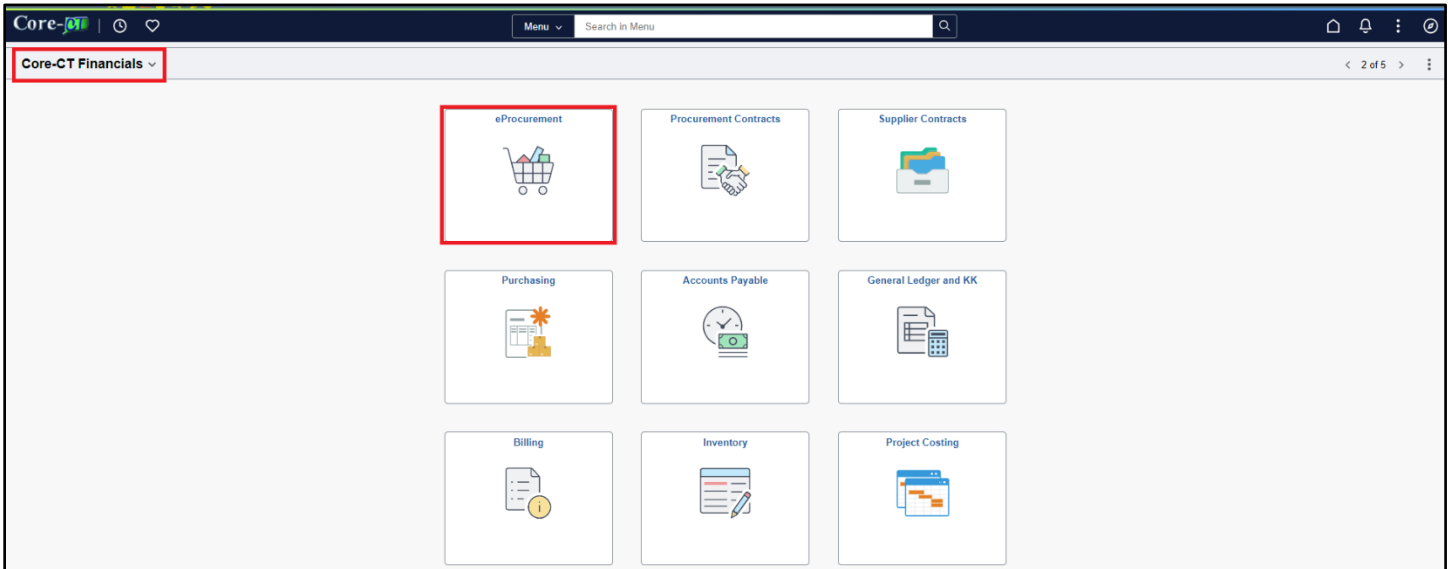 Core-CT
Menu
Search in Menu
Core-CT Financials
2 of 5
eProcurement
Procurement Contracts
Supplier Contracts
Purchasing
Accounts Payable
General Ledger and KK
Billing
Inventory
Project Costing